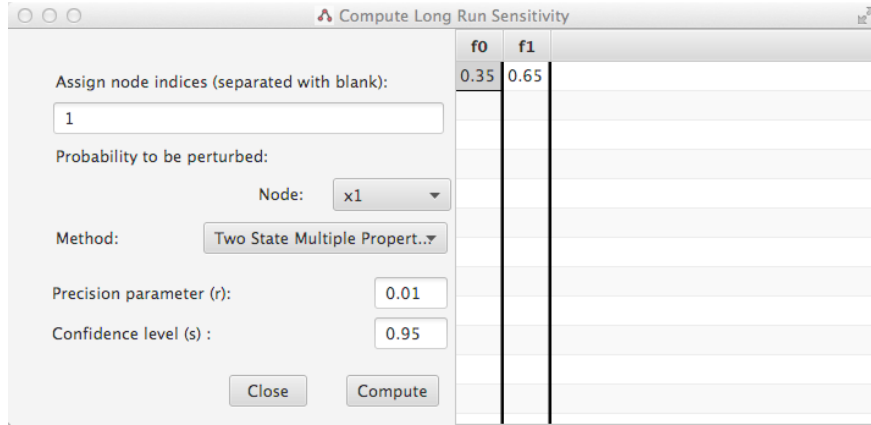 Compute Long Run Sensitivity
Assign node indices (separated with blank):
1
Probability to be perturbed:
Node: x1
Method: Two State Multiple Propert...
Precision parameter (r): 0.01
Confidence level (s) : 0.95
Close Compute
f0 f1
0.35 0.65